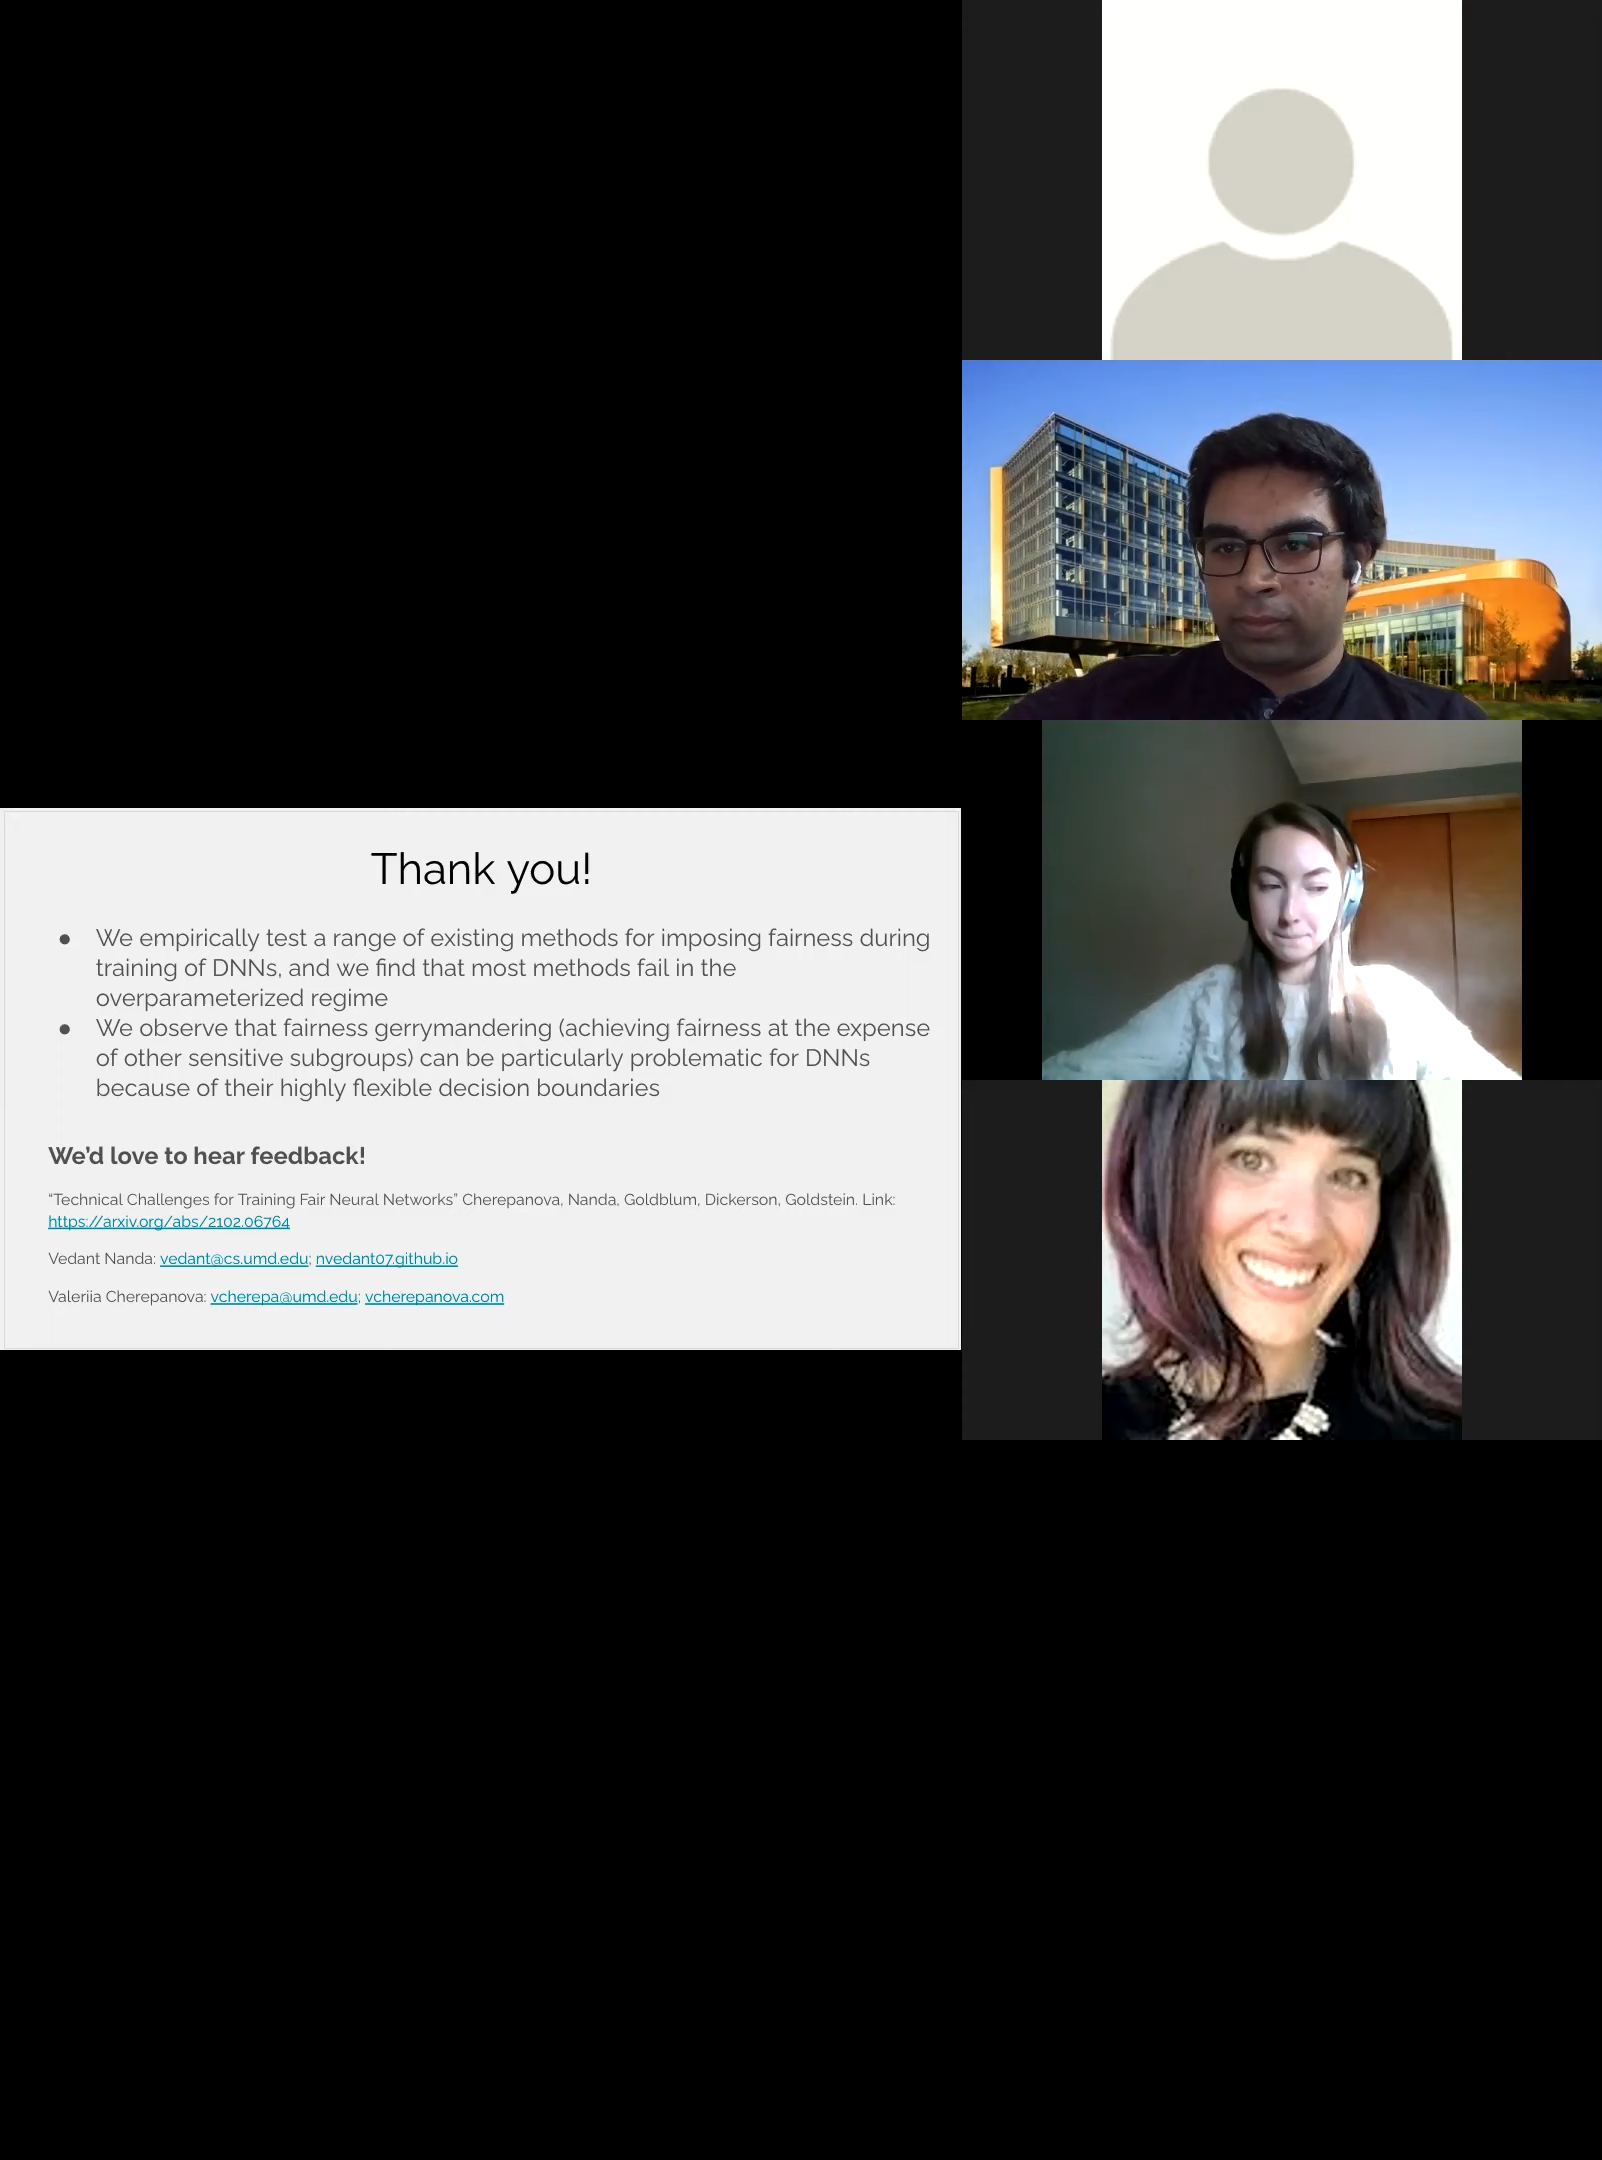 Thank you!
● We empirically test a range of existing methods for imposing fairness during
training of DNNs, and we find that most methods fail in the
overparameterized regime
● We observe that fairness gerrymandering (achieving fairness at the expense
of other sensitive subgroups) can be particularly problematic for DNNs
because of their highly flexible decision boundaries
We'd love to hear feedback!
“Technical Challenges for Training Fair Neural Networks” Cherepanova, Nanda, Goldblum, Dickerson, Goldstein. Link:
https://arxiv.org/abs/2102.06764
Vedant Nanda: vedant@cs.umd.edu; nvedant07.github.io
Valeriia Cherepanova: vcherepa@umd.edu; vcherepanova.com